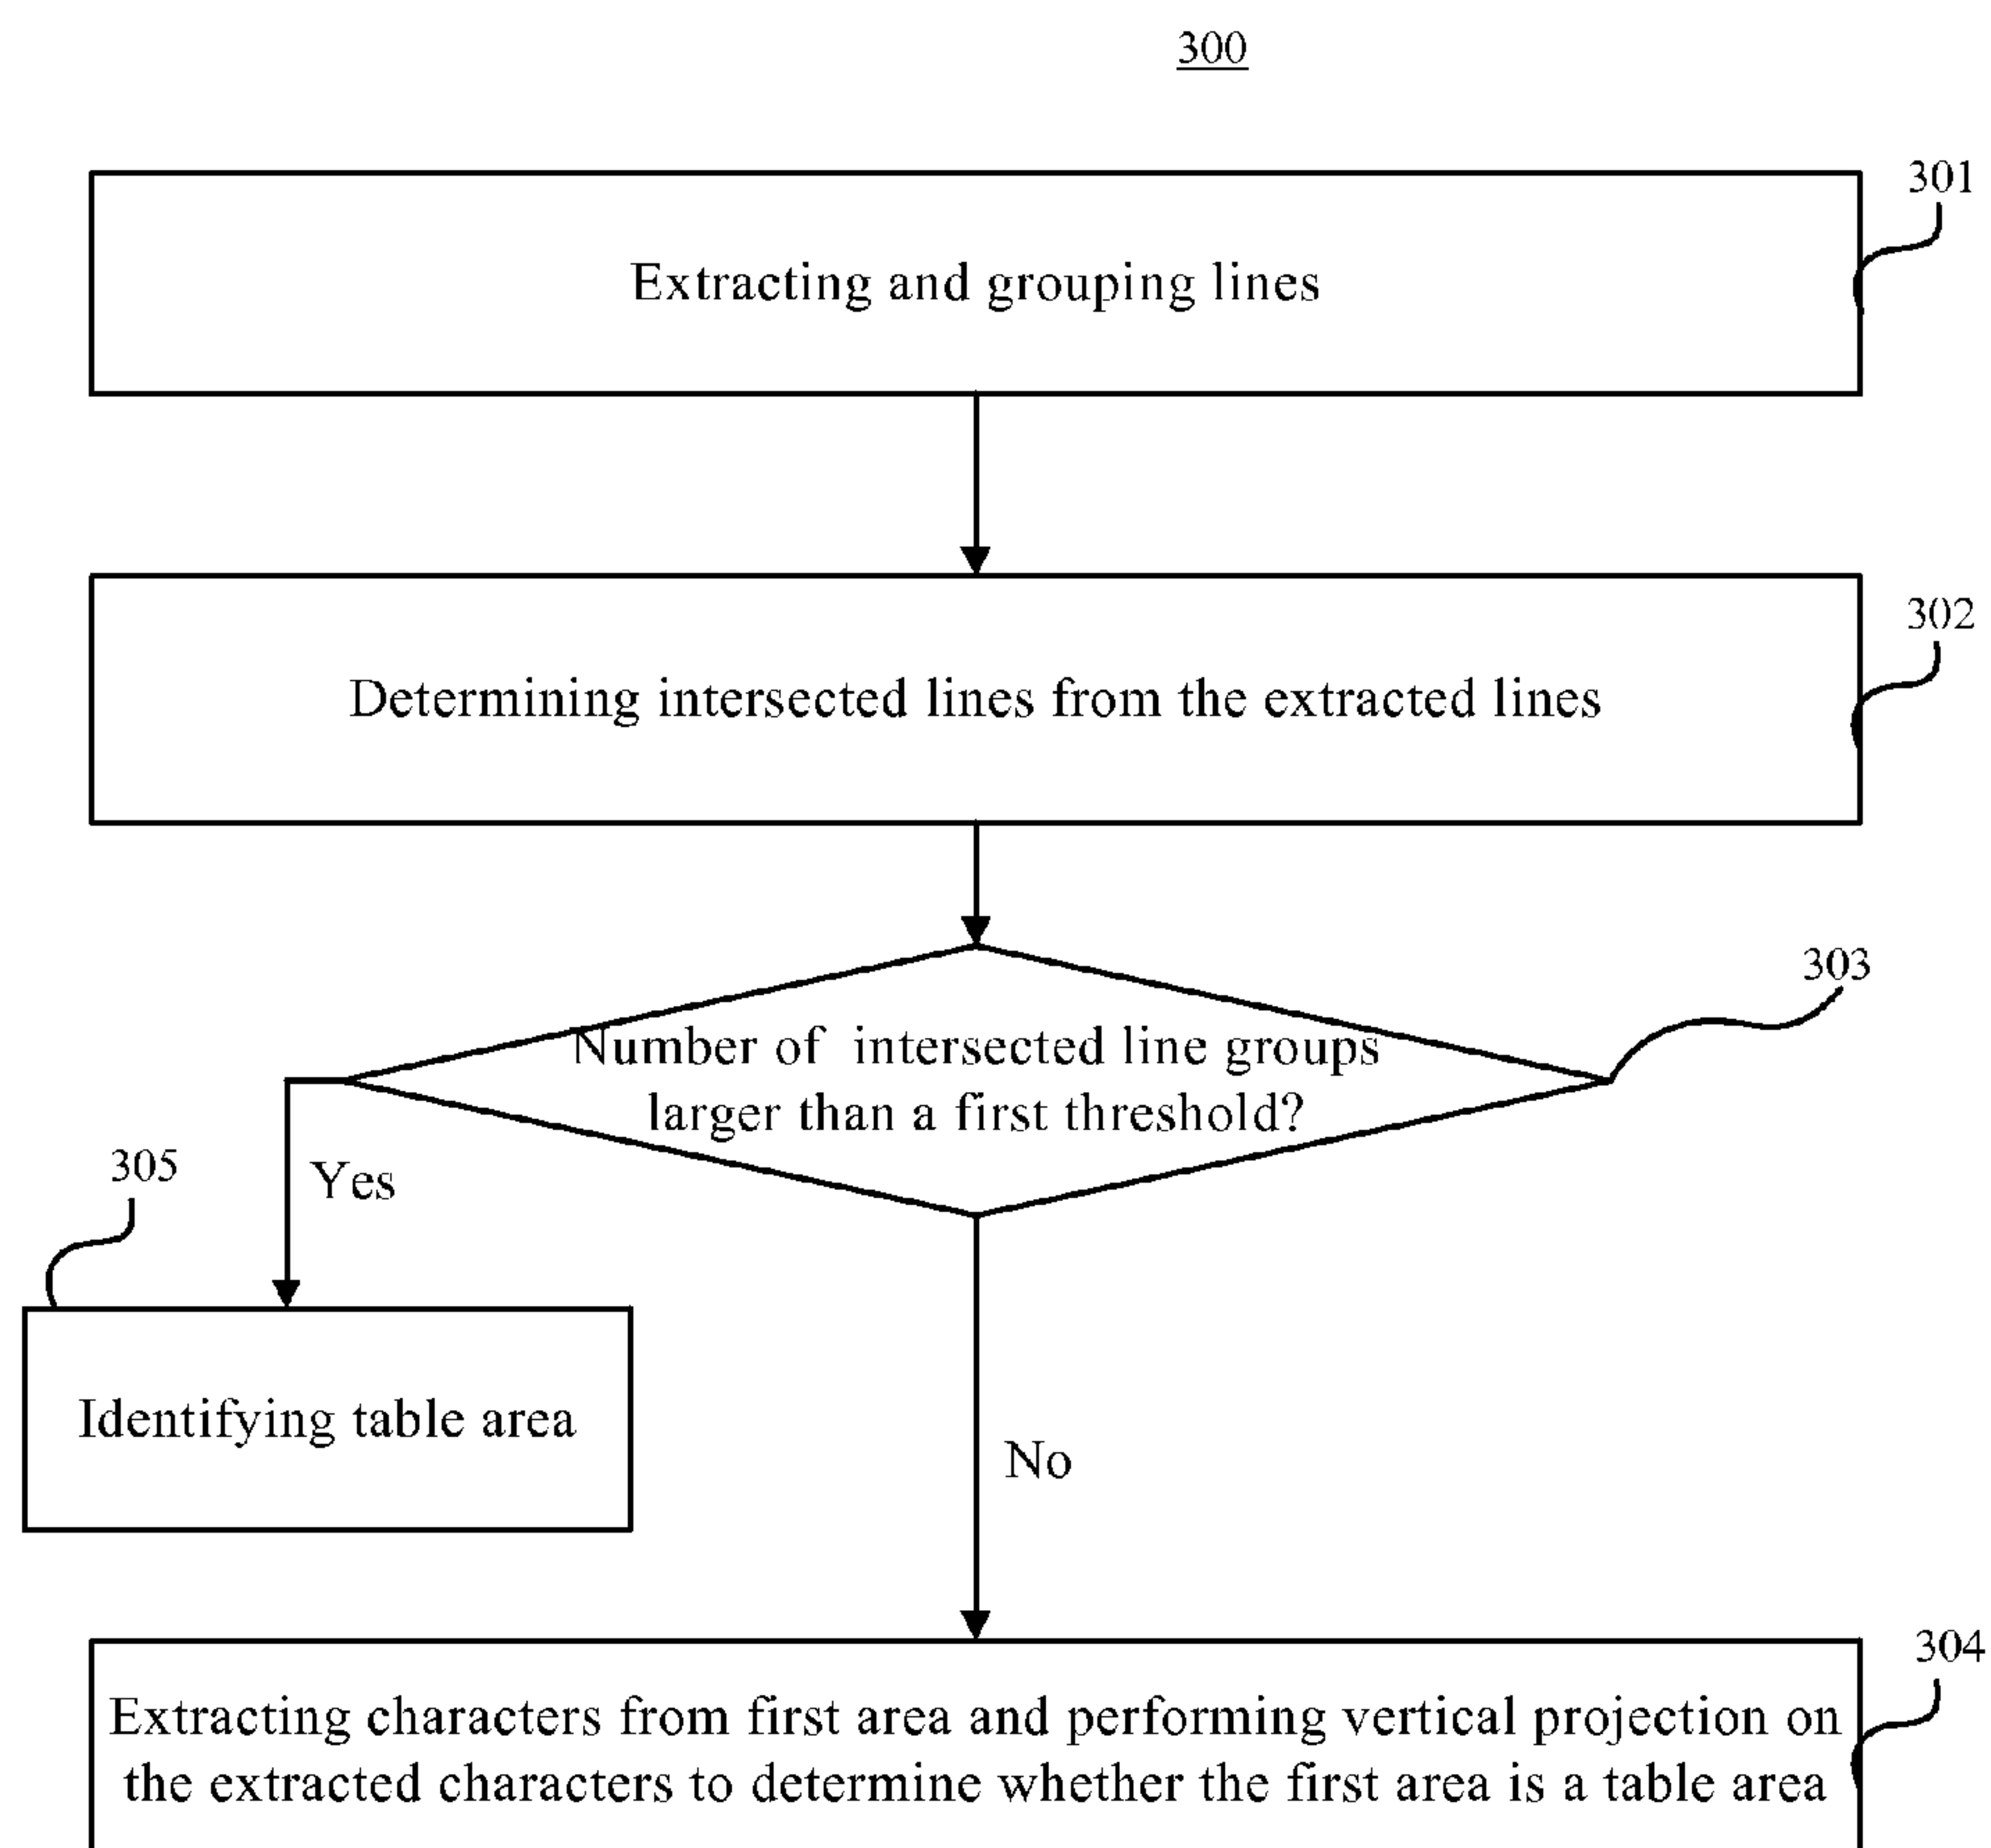 300
301
Extracting and grouping lines
302
Determining intersected lines from the extracted lines
303
Number of intersected line groups
larger than a first threshold?
305
Yes
Identifying table area
No
304
Extracting characters from first area and performing vertical projection on
the extracted characters to determine whether the first area is a table area